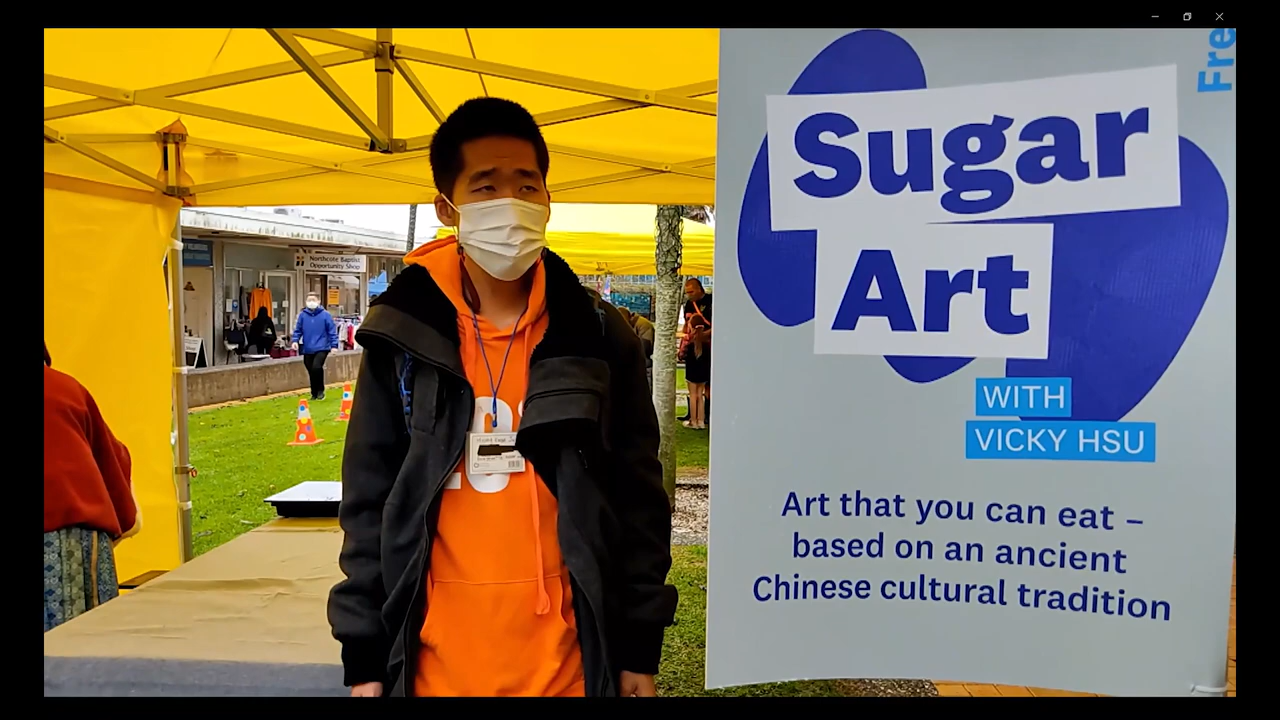 Fre
Sugar
Art
WITH
VICKY HSU
Art that you can eat –
based on an ancient
Chinese cultural tradition
Northcote Baptist
Opportunity Shop